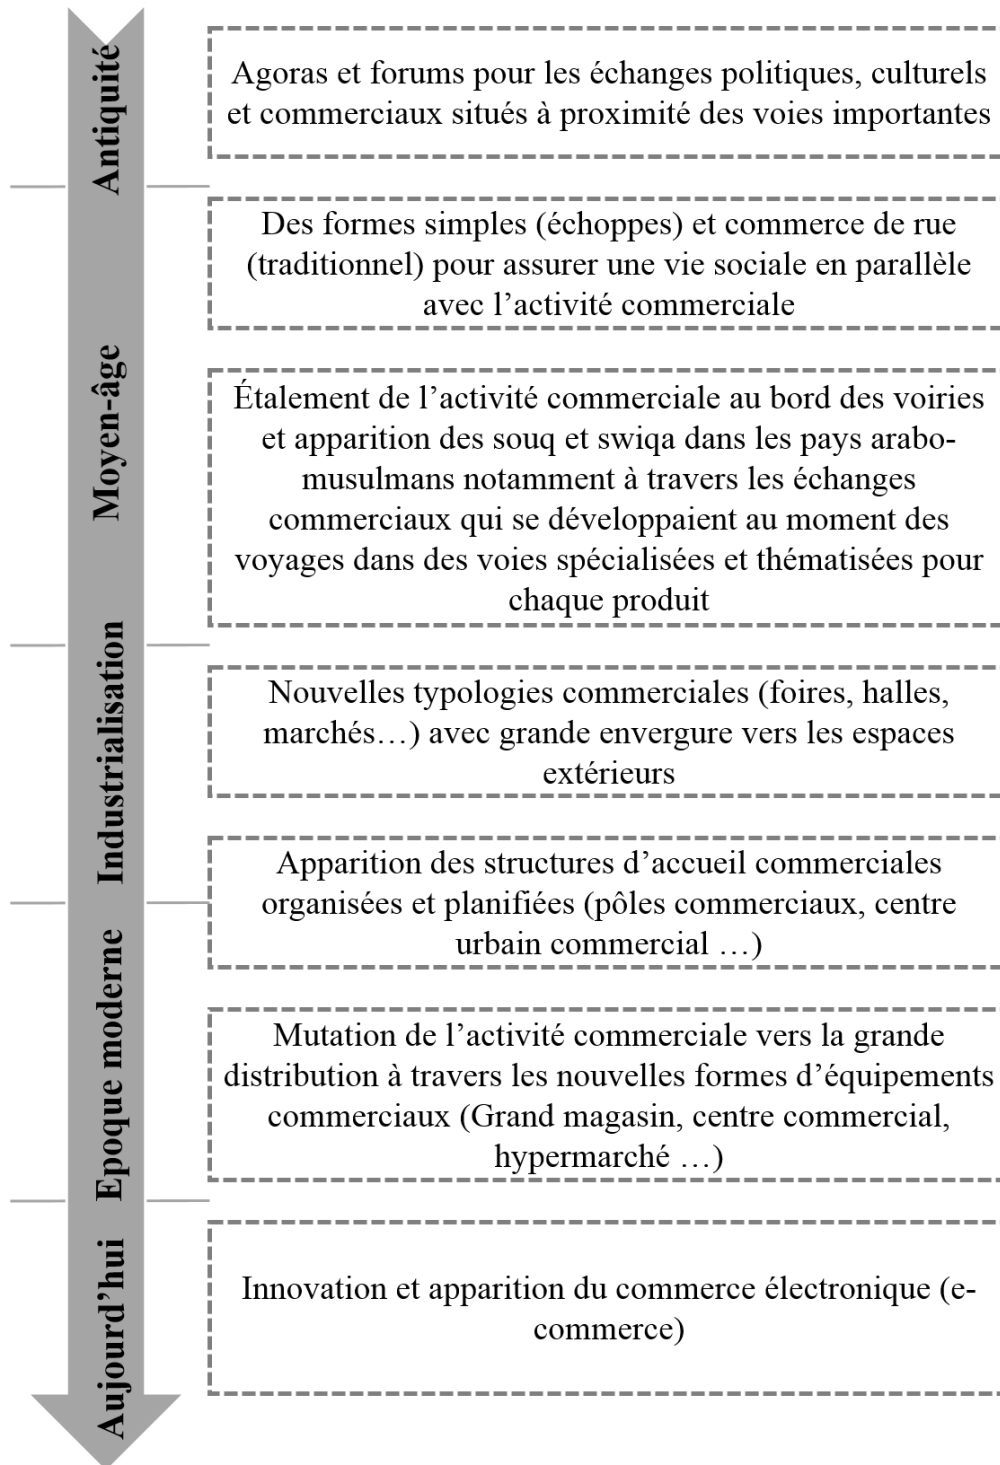 Antiquité
Agoras et forums pour les échanges politiques, culturels
et commerciaux situés à proximité des voies importantes
Moyen-âge
Des formes simples (échoppes) et commerce de rue
(traditionnel) pour assurer une vie sociale en parallèle
avec l’activité commerciale
Étalement de l’activité commerciale au bord des voiries
et apparition des souq et swiqa dans les pays arabo-
musulmans notamment à travers les échanges
commerciaux qui se développaient au moment des
voyages dans des voies spécialisées et thématisées pour
chaque produit
Industrialisation
Nouvelles typologies commerciales (foires, halles,
marchés…) avec grande envergure vers les espaces
extérieurs
Apparition des structures d’accueil commerciales
organisées et planifiées (pôles commerciaux, centre
urbain commercial …)
Epoque moderne
Mutation de l’activité commerciale vers la grande
distribution à travers les nouvelles formes d’équipements
commerciaux (Grand magasin, centre commercial,
hypermarché …)
Aujourd’hui
Innovation et apparition du commerce électronique (e-
commerce)